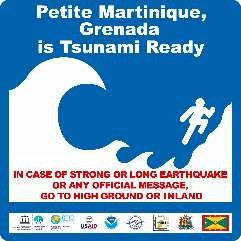 Petite Martinique,
Grenada
is Tsunami Ready
IN CASE OF STRONG OR LONG EARTHQUAKE
OR ANY OFFICIAL MESSAGE,
GO TO HIGH GROUND OR INLAND
USAID